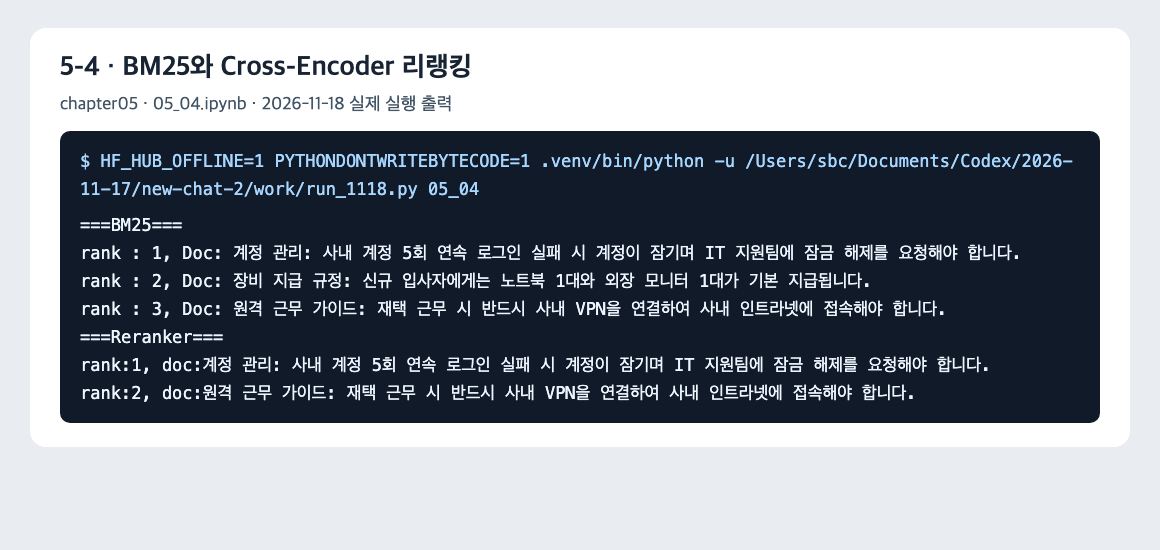 5-4 · BM25와 Cross-Encoder 리랭킹
chapter05 · 05_04.ipynb · 2026-11-18 실제 실행 출력
$ HF_HUB_OFFLINE=1 PYTHONDONTWRITEBYTECODE=1 .venv/bin/python -u /Users/sbc/Documents/Codex/2026-
11-17/new-chat-2/work/run_1118.py 05_04
===BM25===
rank : 1, Doc: 계정 관리: 사내 계정 5회 연속 로그인 실패 시 계정이 잠기며 IT 지원팀에 잠금 해제를 요청해야 합니다.
rank : 2, Doc: 장비 지급 규정: 신규 입사자에게는 노트북 1대와 외장 모니터 1대가 기본 지급됩니다.
rank : 3, Doc: 원격 근무 가이드: 재택 근무 시 반드시 사내 VPN을 연결하여 사내 인트라넷에 접속해야 합니다.
===Reranker===
rank:1, doc:계정 관리: 사내 계정 5회 연속 로그인 실패 시 계정이 잠기며 IT 지원팀에 잠금 해제를 요청해야 합니다.
rank:2, doc:원격 근무 가이드: 재택 근무 시 반드시 사내 VPN을 연결하여 사내 인트라넷에 접속해야 합니다.